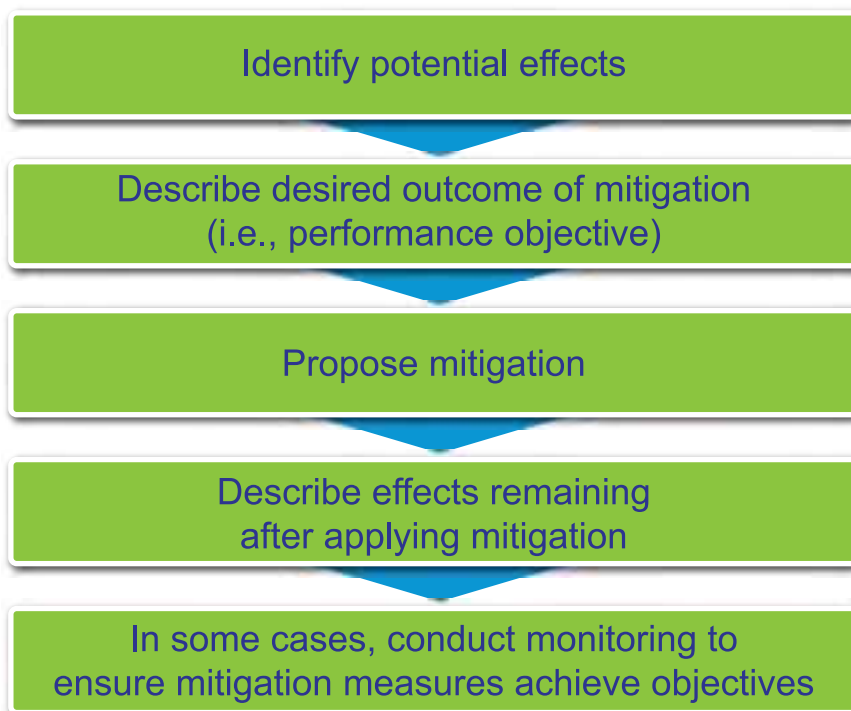 Identify potential effects
Describe desired outcome of mitigation
(i.e., performance objective)
Propose mitigation
Describe effects remaining
after applying mitigation
In some cases, conduct monitoring to
ensure mitigation measures achieve objectives